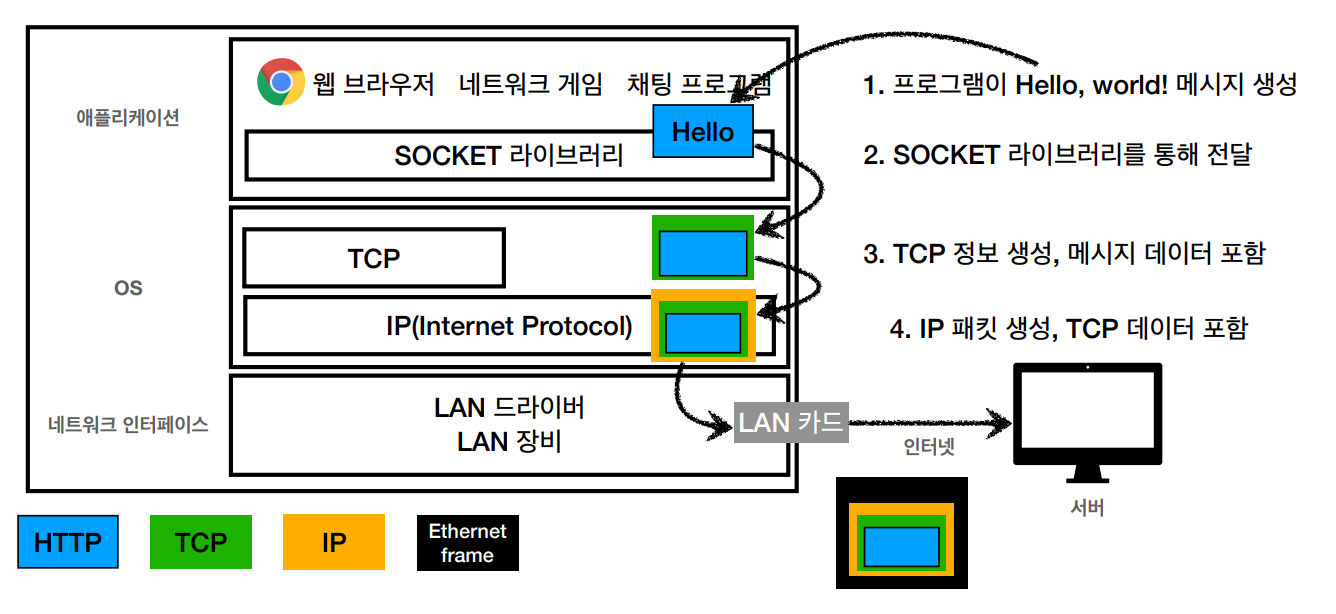 웹 브라우저 네트워크 게임 채팅 프로그램
애플리케이션
Hello
SOCKET 라이브러리
1. 프로그램이 Hello, world! 메시지 생성
2. SOCKET 라이브러리를 통해 전달
TCP
OS
IP(Internet Protocol)
3. TCP 정보 생성, 메시지 데이터 포함
4. IP 패킷 생성, TCP 데이터 포함
네트워크 인터페이스
LAN 드라이버
LAN 장비
LAN 카드
인터넷
서버
HTTP
TCP
IP
Ethernet
frame